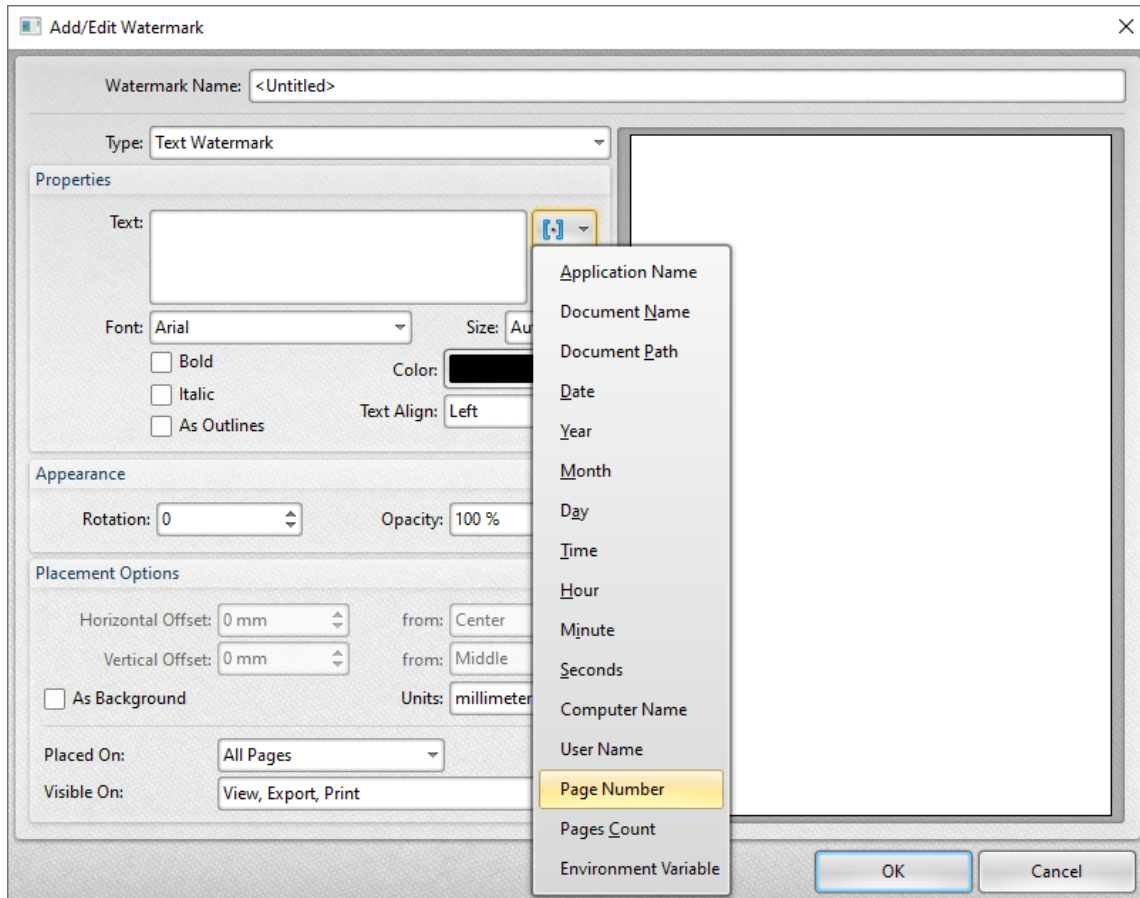 Add/Edit Watermark
Watermark Name: <Untitled>
Type: Text Watermark
Properties
Text:
Font: Arial
Size:
Bold
Color:
Italic
Text Align: Left
As Outlines
Appearance
Rotation: 0
Opacity: 100 %
Placement Options
Horizontal Offset: 0 mm
from: Center
Vertical Offset: 0 mm
from: Middle
As Background
Units: millimeter
Placed On: All Pages
Visible On: View, Export, Print
Application Name
Document Name
Document Path
Date
Year
Month
Day
Time
Hour
Minute
Seconds
Computer Name
User Name
Page Number
Pages Count
Environment Variable
OK
Cancel